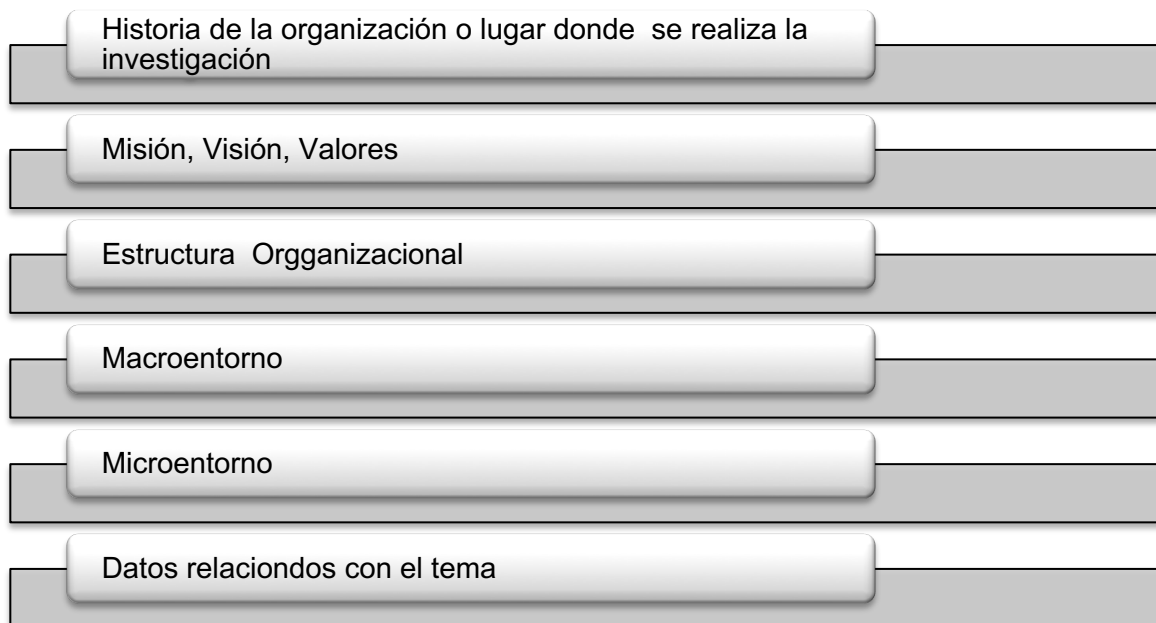 Historia de la organización o lugar donde  se realiza la
investigación
Misión, Visión, Valores
Estructura  Orgganizacional
Macroentorno
Microentorno
Datos relaciondos con el tema